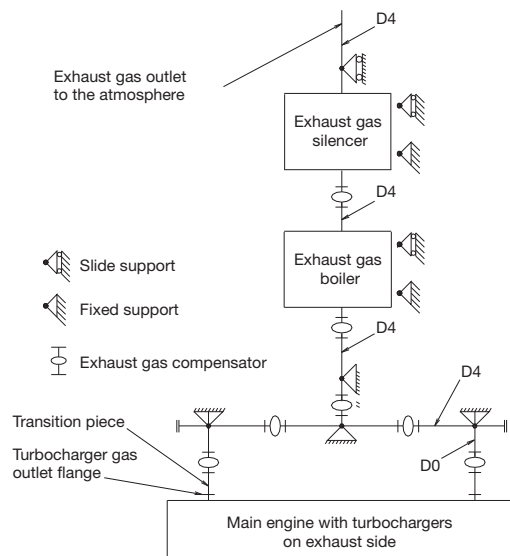 D4
Exhaust gas outlet
to the atmosphere
Exhaust gas
silencer
D4
Exhaust gas
boiler
Slide support
Fixed support
D4
Exhaust gas compensator
D4
Transition piece
D0
Turbocharger gas
outlet flange
Main engine with turbochargers
on exhaust side